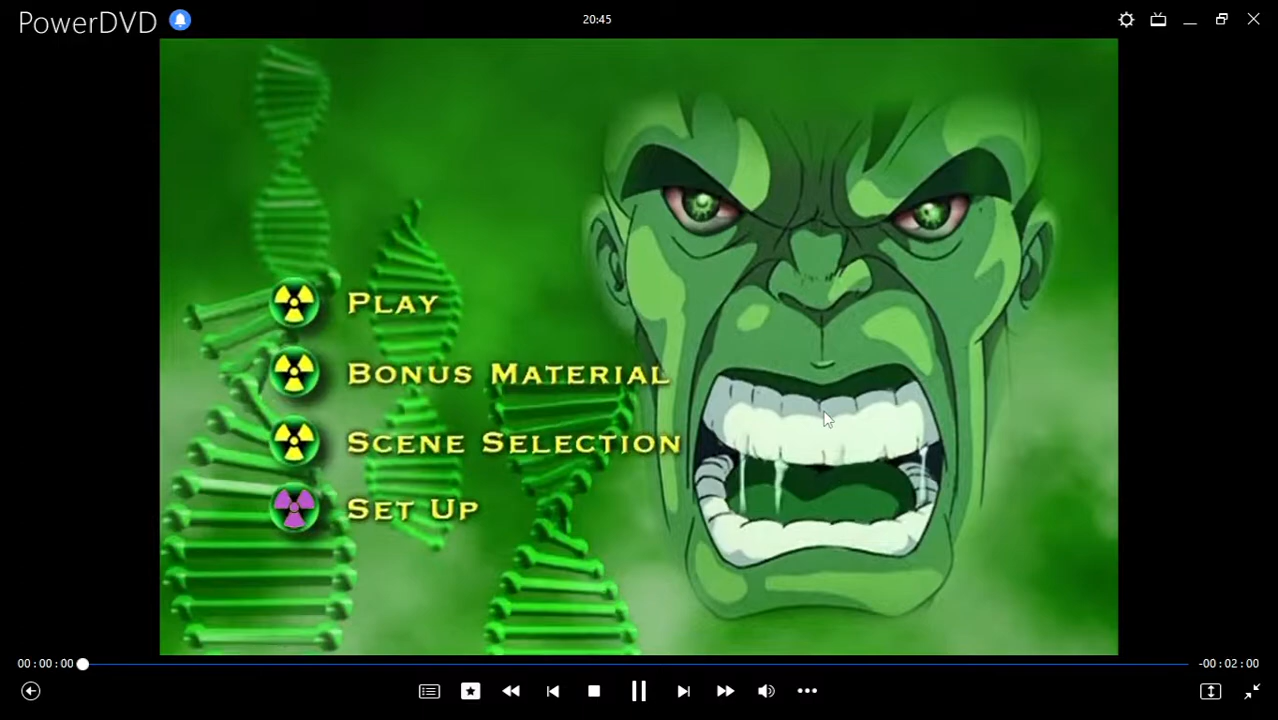 PowerDVD
20:45
PLAY
BONUS MATERIAL
SCENE SELECTION
SET UP
00:00:00
-00:02:00